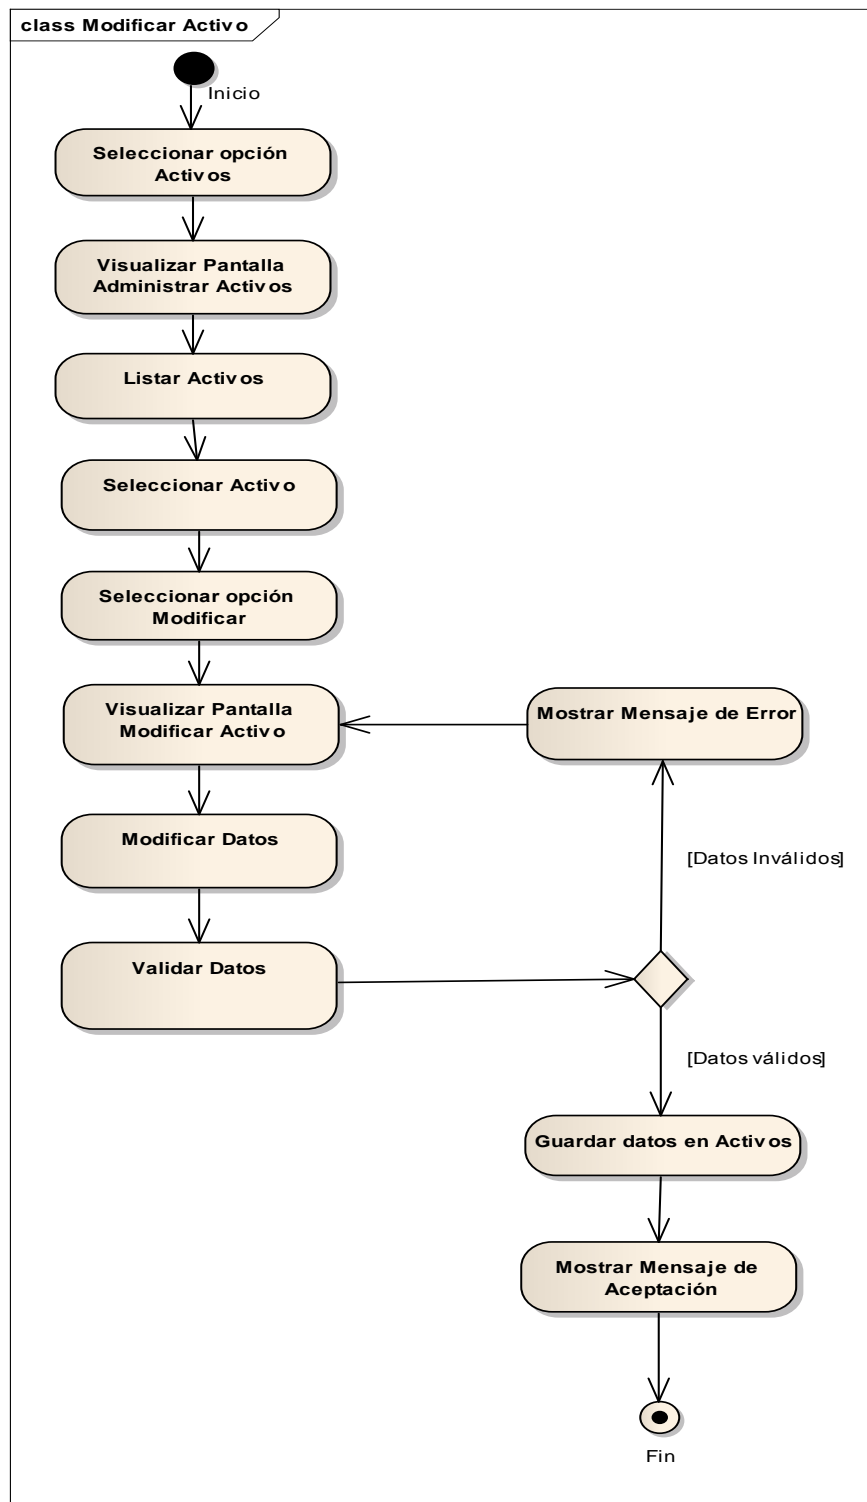 class Modificar Activo
Inicio
Seleccionar opción
Activos
Visualizar Pantalla
Administrar Activos
Listar Activos
Seleccionar Activo
Seleccionar opción
Modificar
Visualizar Pantalla
Modificar Activo
Mostrar Mensaje de Error
Modificar Datos
[Datos Inválidos]
Validar Datos
[Datos válidos]
Guardar datos en Activos
Mostrar Mensaje de
Aceptación
Fin